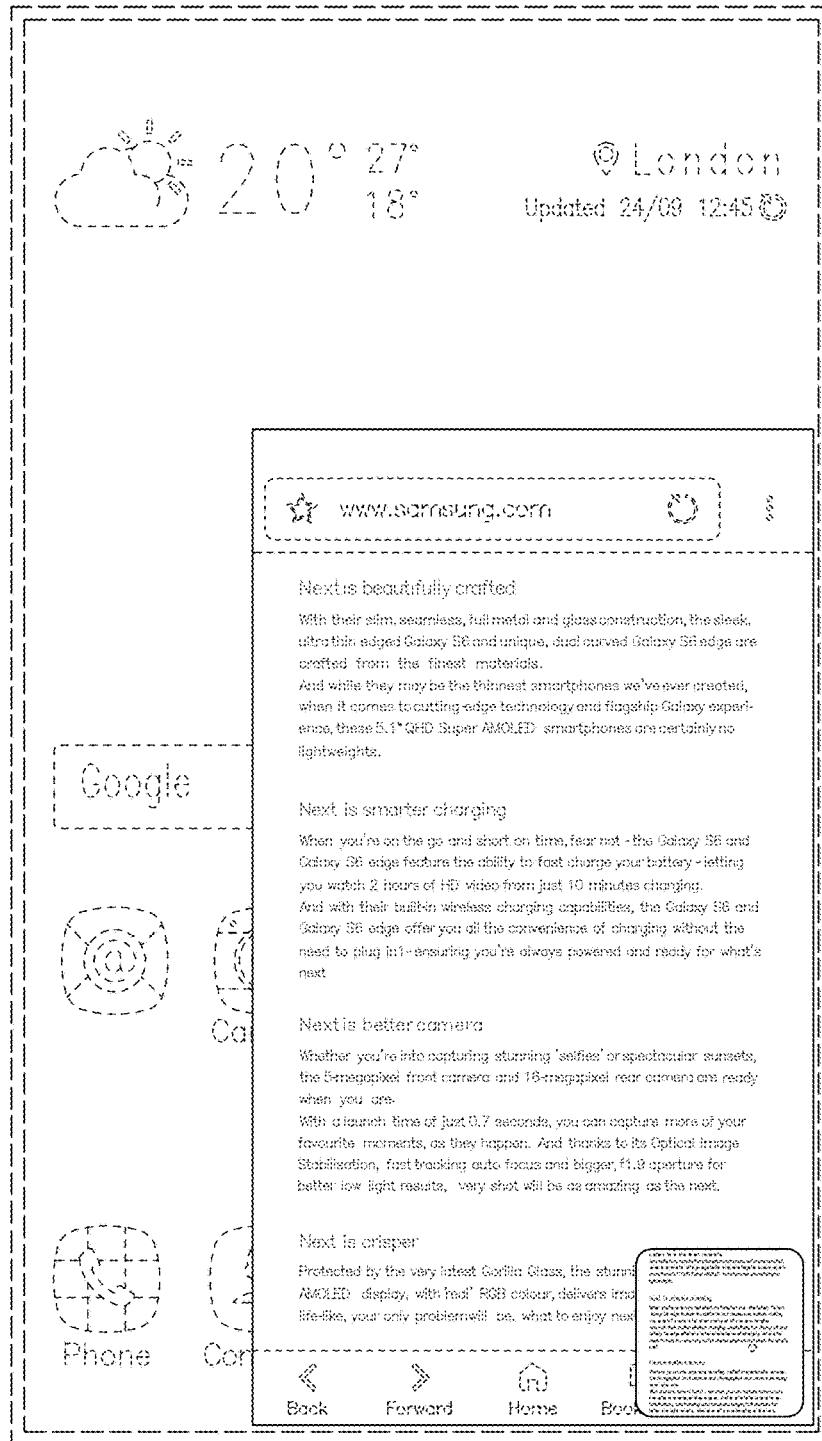 20° 27°
18°
London
Updated 24/09 12:45
www.samsung.com
Next is beautifully crafted
With their slim, seamless, full metal and glass construction, the sleek,
ultra thin edged Galaxy S6 and unique, dual curved Galaxy S6 edge are
crafted from the finest materials.
And while they may be the thinnest smartphones we've ever created,
when it comes to cutting-edge technology and flagship Galaxy experi-
ence, these 5.1" QHD Super AMOLED smartphones are certainly no
lightweights.
Google
Next is smarter charging
When you're on the go and short on time, fear not - the Galaxy S6 and
Galaxy S6 edge feature the ability to fast charge your battery - letting
you watch 2 hours of HD video from just 10 minutes charging.
And with their built-in wireless charging capabilities, the Galaxy S6 and
Galaxy S6 edge offer you all the convenience of charging without the
need to plug in1 - ensuring you're always powered and ready for what's
next
Ca
Next is better camera
Whether you're into capturing stunning 'selfies' or spectacular sunsets,
the 5-megapixel front camera and 16-megapixel rear camera are ready
when you are.
With a launch time of just 0.7 seconds, you can capture more of your
favourite moments, as they happen. And thanks to its Optical Image
Stabilisation, fast tracking auto focus and bigger, f1.9 aperture for
better low light results, very shot will be as amazing as the next.
Next is crisper
Protected by the very latest Gorilla Glass, the stunni
AMOLED display, with 'real' RGB colour, delivers ima
life-like, your only problem will be, what to enjoy nex
Phone
Con
Back Forward Home Book